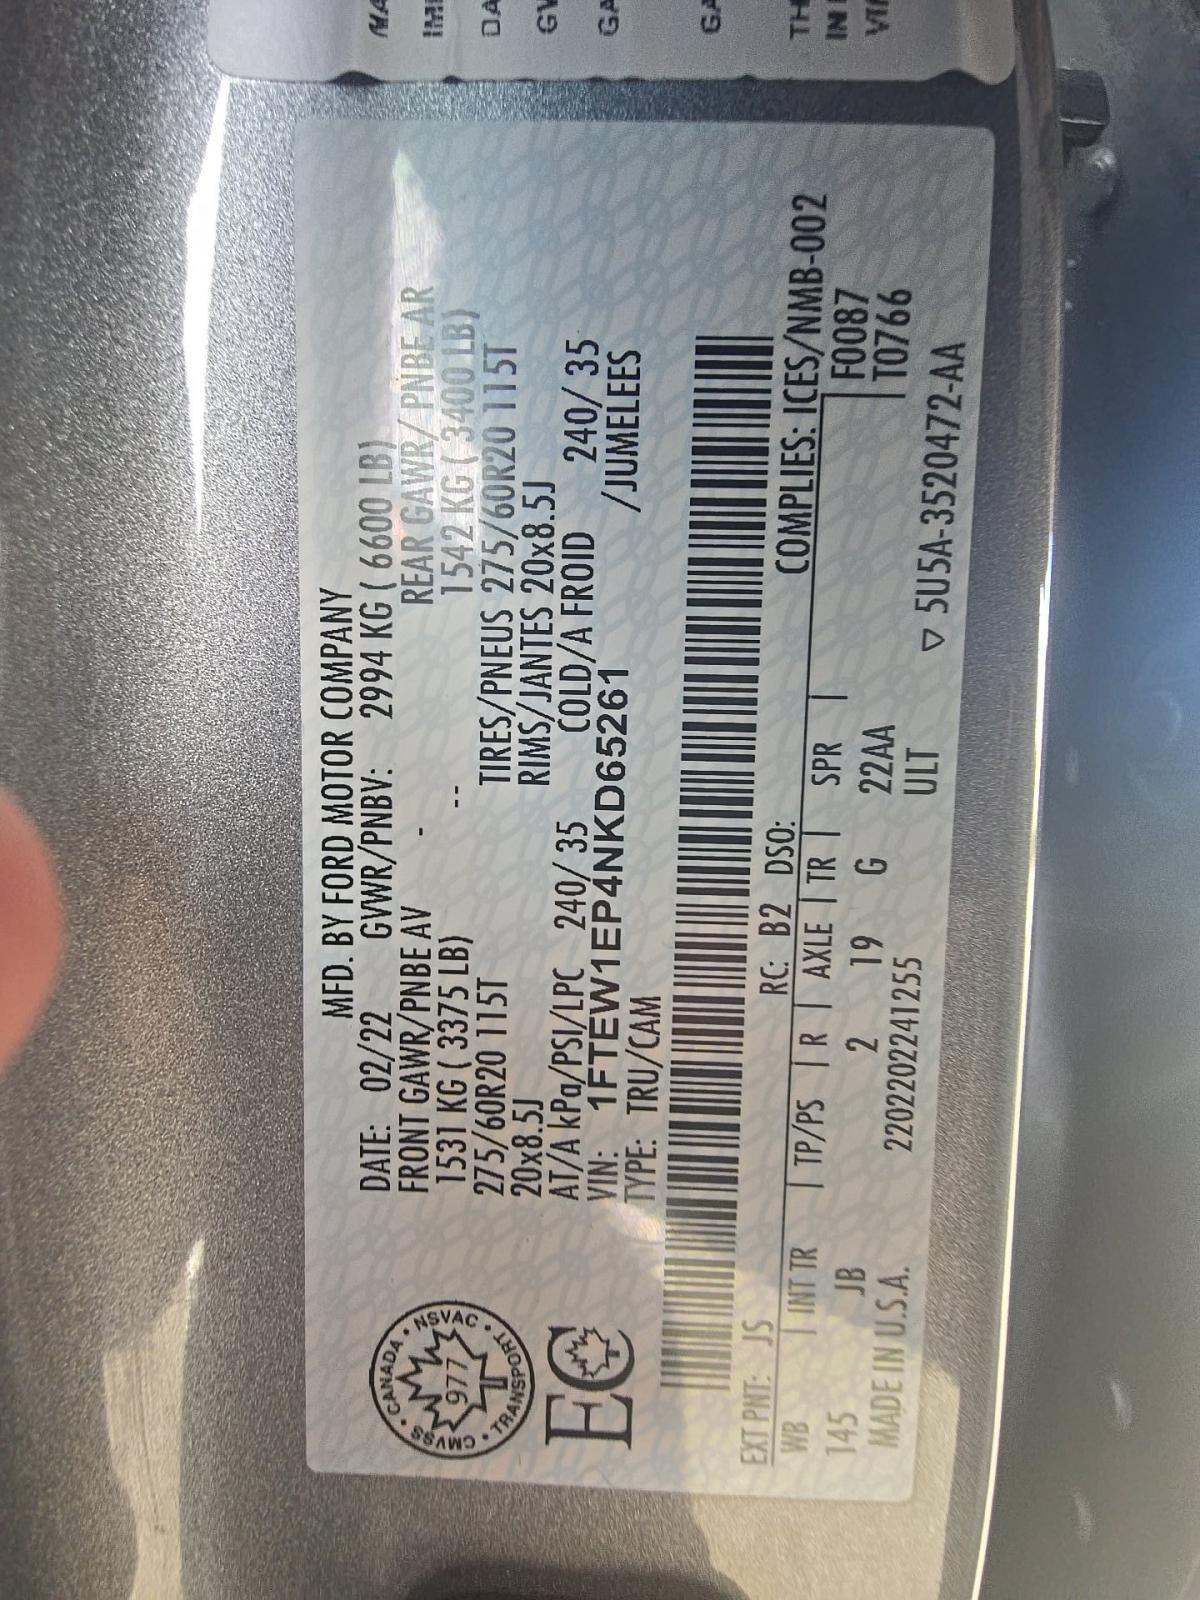 MFD. BY FORD MOTOR COMPANY
DATE: 02/22 GVWR/PNBV: 2994 KG ( 6600 LB)
FRONT GAWR/PNBE AV - REAR GAWR/ PNBE AR
1531 KG ( 3375 LB) -- 1542 KG ( 3400 LB)
275/60R20 115T TIRES/PNEUS 275/60R20 115T
20x8.5J RIMS/JANTES 20x8.5J
AT/A kPa/PSI/LPC 240/ 35 COLD/A FROID 240/ 35
VIN: 1FTEW1EP4NKD65261 /JUMELEES
TYPE: TRU/CAM
CANADA • NSVAC • TRANSPORT • CMVSS •
977
EC
EXT PNT: JS RC: B2 DSO: COMPLIES: ICES/NMB-002
WB | INT TR | TP/PS | R | AXLE | TR | SPR | F0087
145 JB 2 19 G 22AA T0766
MADE IN U.S.A. 220220224 1255 ULT
▽ 5U5A-3520472-AA
IN